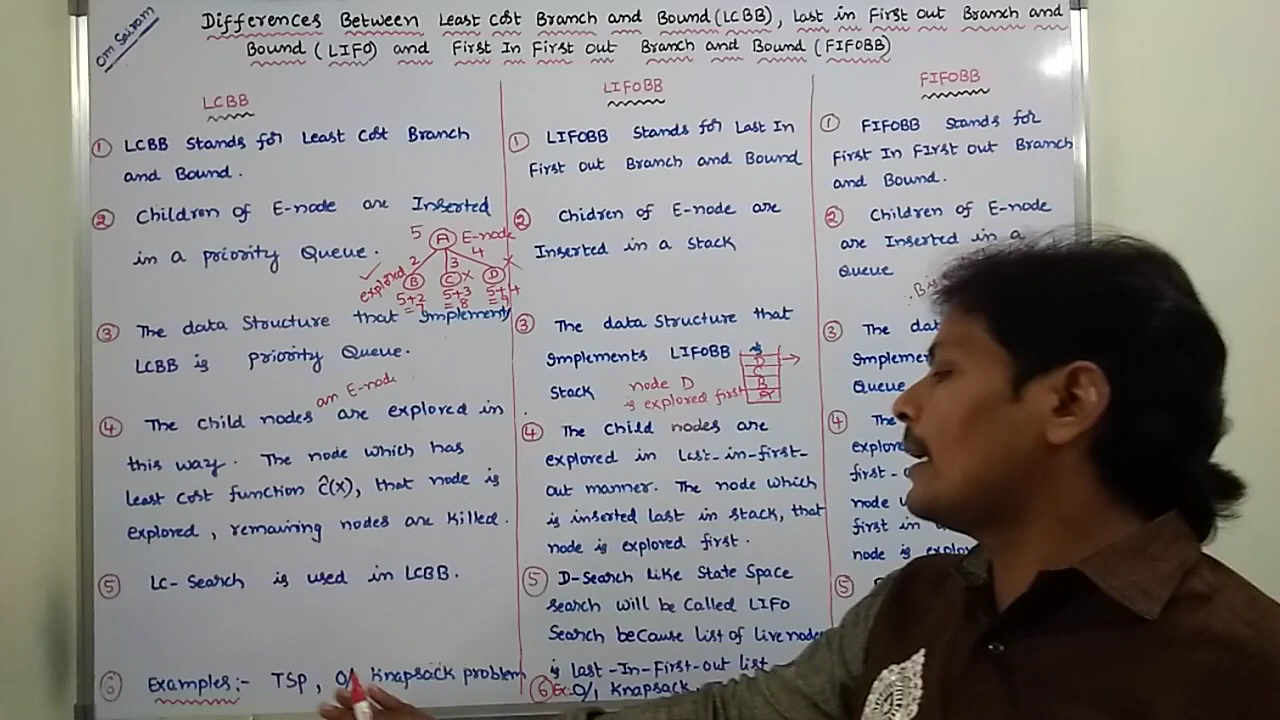 Om Sairam
Differences Between Least Cost Branch and Bound (LCBB), Last in First out Branch and
Bound (LIFO) and First In First out Branch and Bound (FIFOBB)
LCBB
① LCBB Stands for Least Cost Branch
and Bound.
② Children of E-node are Inserted
in a priority Queue.
5 A E-node
2 3 4
explored B C x D x
5+2 5+3 5+4
= 7 = 8 = 9
③ The data Structure that Implements
LCBB is priority Queue.
an E-node
④ The Child nodes are explored in
this way. The node which has
least cost function ĉ(x), that node is
explored, remaining nodes are killed.
⑤ LC-Search is used in LCBB.
⑥ Examples:- TSP, 0/1 Knapsack problem
LIFOBB
① LIFOBB Stands for Last In
First out Branch and Bound
② Chidren of E-node are
Inserted in a stack
③ The data Structure that
Implements LIFOBB is
Stack
D
C
B
A
node D
is explored first
④ The Child nodes are
explored in last-in-first-
out manner. The node which
is inserted last in stack, that
node is explored first.
⑤ D-Search Like State Space
Search will be Called LIFO
Search because list of live nodes
is last-In-First-out list
⑥ Ex: 0/1 Knapsack.
FIFOBB
① FIFOBB Stands for
First In First out Branch
and Bound.
② Children of E-node
are Inserted in a
Queue
③ The
Queue
④ The
first-
node
first in
node is
⑤